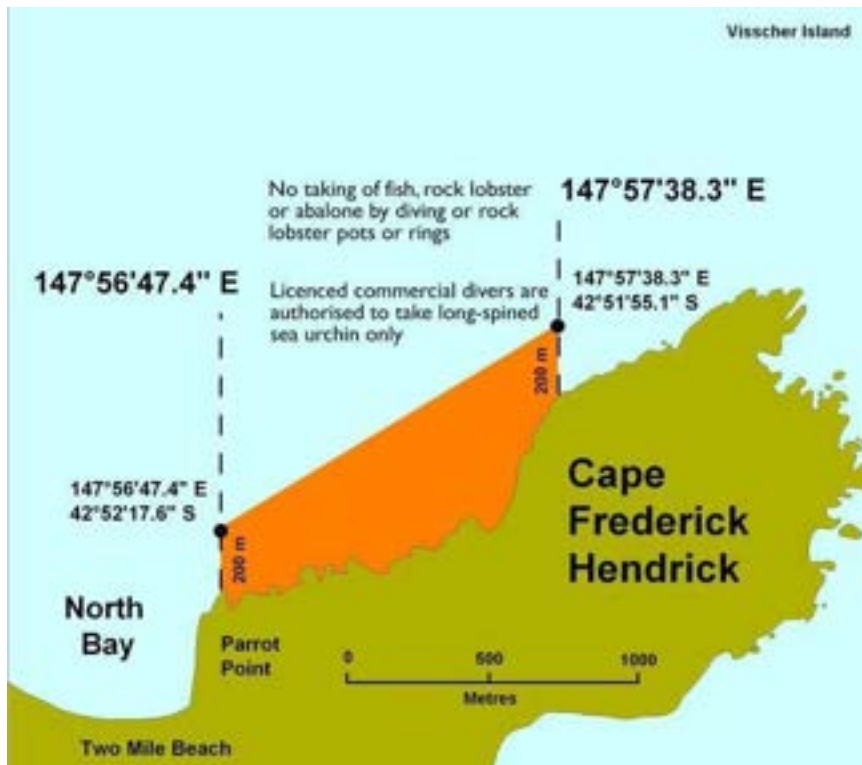 Visscher Island
No taking of fish, rock lobster
or abalone by diving or rock
lobster pots or rings
147°57'38.3" E
147°56'47.4" E
Licenced commercial divers are
authorised to take long-spined
sea urchin only
147°57'38.3" E
42°51'55.1" S
200 m
147°56'47.4" E
42°52'17.6" S
200 m
Cape
Frederick
Hendrick
North
Bay
Parrot
Point
0 500 1000
Metres
Two Mile Beach